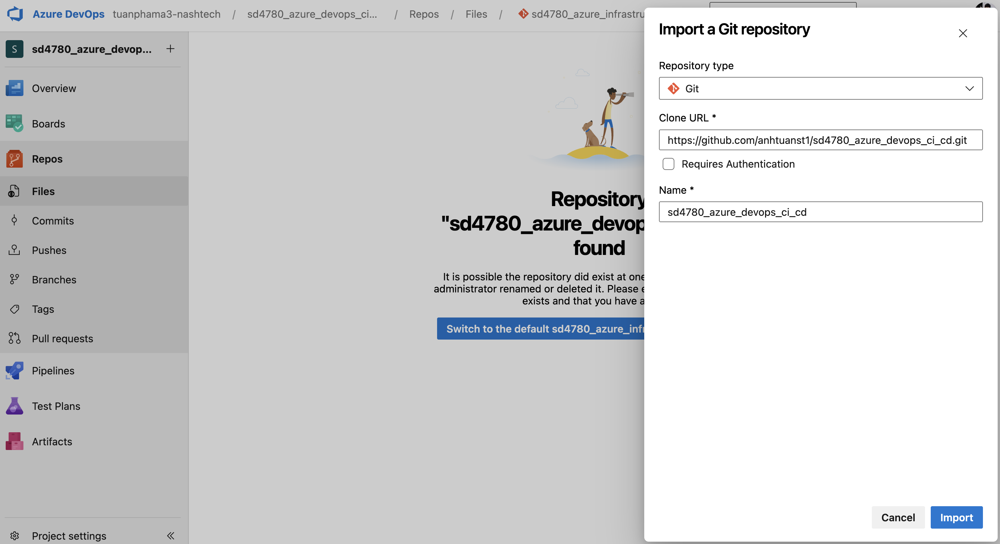 Azure DevOps tuanphama3-nashtech / sd4780_azure_devops_ci... / Repos / Files / sd4780_azure_infrastru
S sd4780_azure_devop... +
Overview
Boards
Repos
Files
Commits
Pushes
Branches
Tags
Pull requests
Pipelines
Test Plans
Artifacts
Project settings
Repository
"sd4780_azure_devop
found
It is possible the repository did exist at one
administrator renamed or deleted it. Please e
exists and that you have a
Switch to the default sd4780_azure_infr
Import a Git repository
Repository type
Git
Clone URL *
https://github.com/anhtuanst1/sd4780_azure_devops_ci_cd.git
Requires Authentication
Name *
sd4780_azure_devops_ci_cd
Cancel
Import